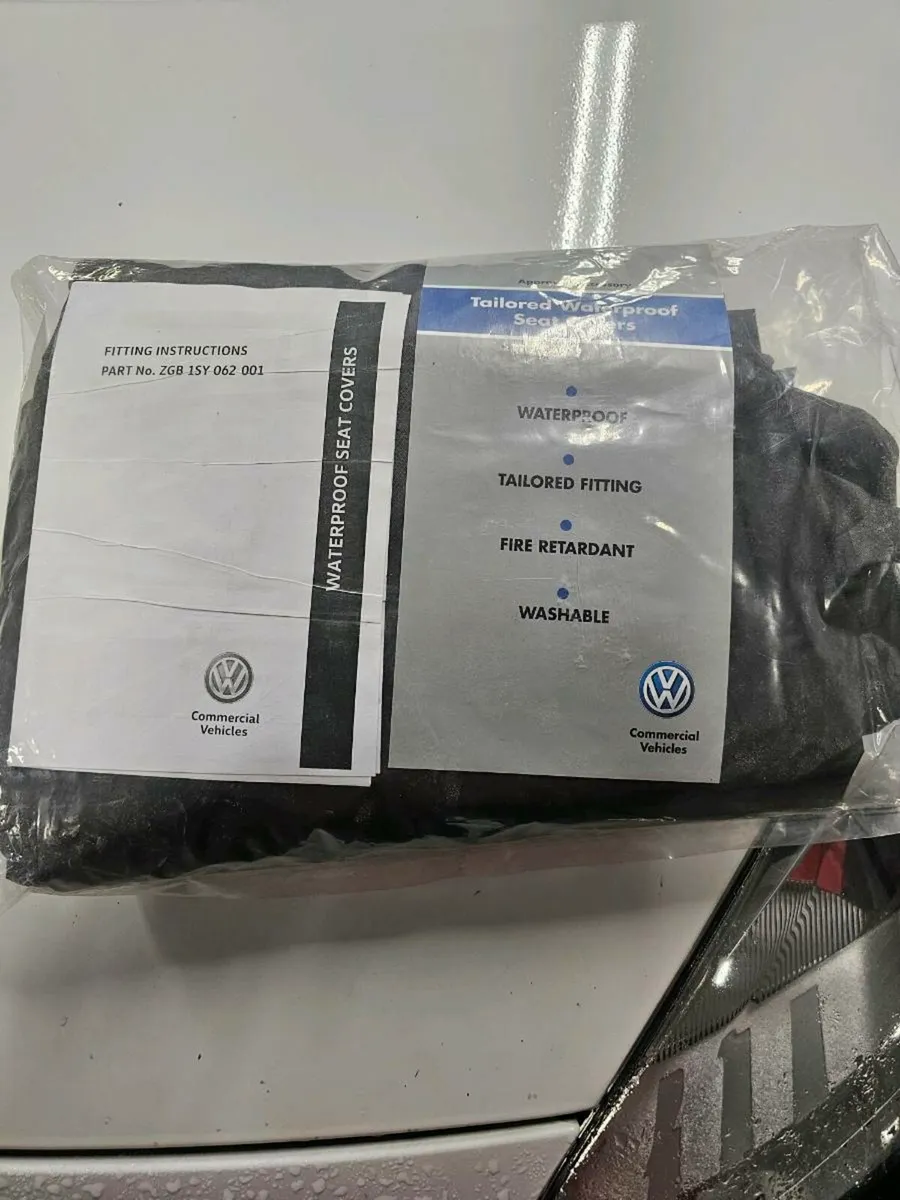 FITTING INSTRUCTIONS
PART No. ZGB 1SY 062 001
WATERPROOF SEAT COVERS
Commercial
Vehicles
Tailored Waterproof
Seat Covers
WATERPROOF
TAILORED FITTING
FIRE RETARDANT
WASHABLE
Commercial
Vehicles